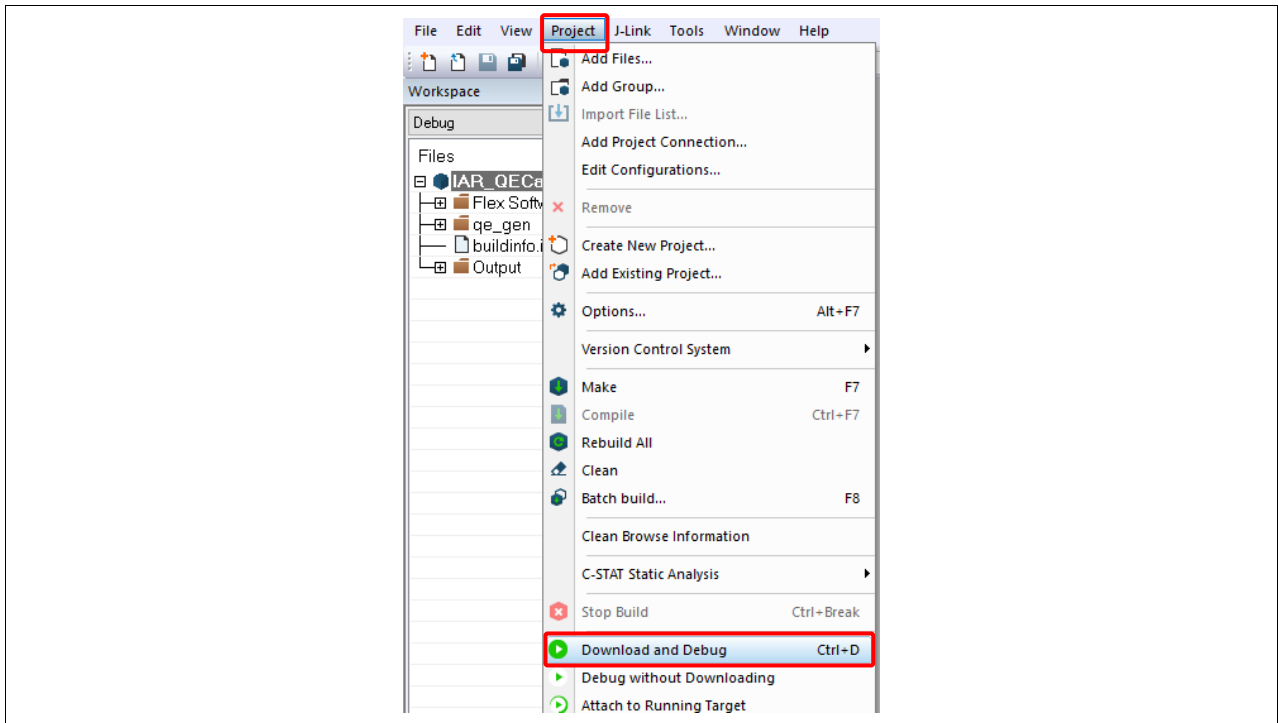 File Edit View Project J-Link Tools Window Help
Workspace
Debug
Files
IAR_QECa
Flex Softw
qe_gen
buildinfo.i
Output
Add Files...
Add Group...
Import File List...
Add Project Connection...
Edit Configurations...
Remove
Create New Project...
Add Existing Project...
Options... Alt+F7
Version Control System
Make F7
Compile Ctrl+F7
Rebuild All
Clean
Batch build... F8
Clean Browse Information
C-STAT Static Analysis
Stop Build Ctrl+Break
Download and Debug Ctrl+D
Debug without Downloading
Attach to Running Target